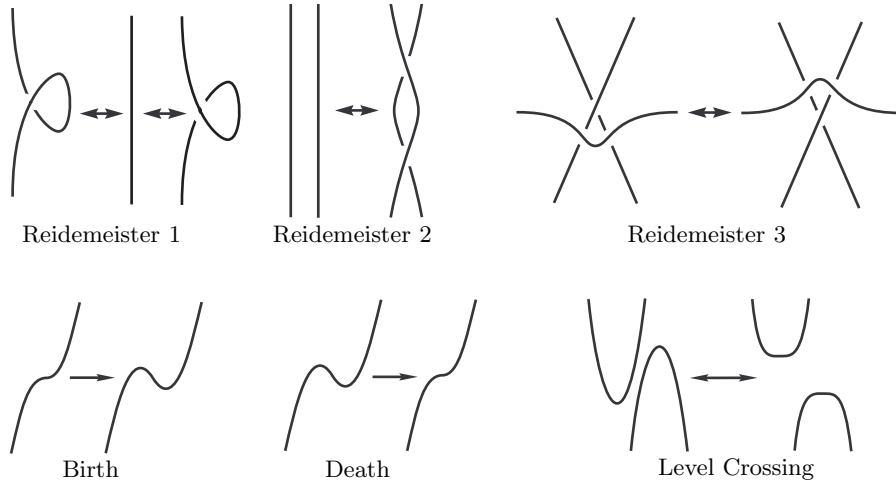 Reidemeister 1
Reidemeister 2
Reidemeister 3
Birth
Death
Level Crossing